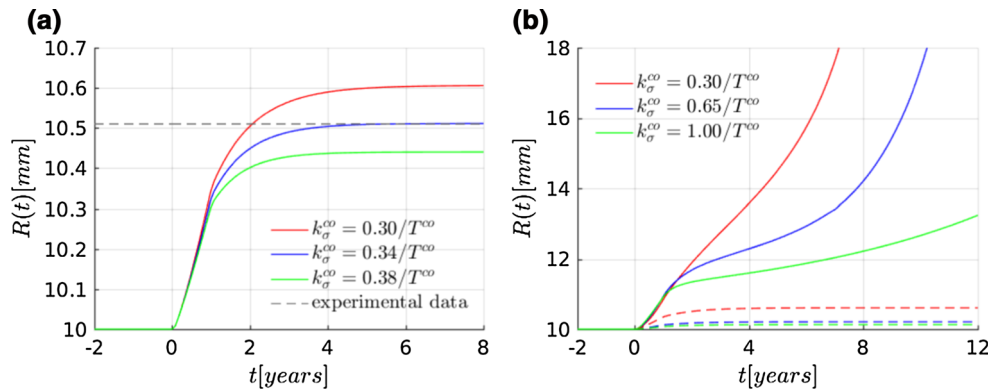 (a)
10.7
10.6
10.5
10.4
10.3
10.2
10.1
10
R(t)[mm]
k_σ^co = 0.30/T^co
k_σ^co = 0.34/T^co
k_σ^co = 0.38/T^co
experimental data
-2 0 2 4 6 8
t[years]
(b)
18
16
14
12
10
R(t)[mm]
k_σ^co = 0.30/T^co
k_σ^co = 0.65/T^co
k_σ^co = 1.00/T^co
-2 0 4 8 12
t[years]